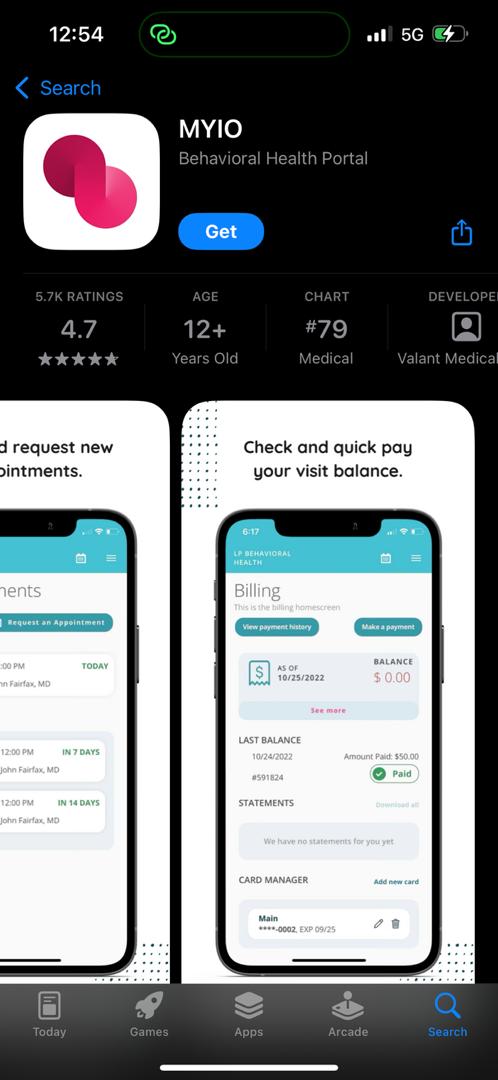 12:54
5G
Search
MYIO
Behavioral Health Portal
Get
5.7K RATINGS
4.7
AGE
12+
Years Old
CHART
#79
Medical
DEVELOPE
Valant Medical
d request new
ointments.
nents
Request an Appointment
:00 PM
TODAY
hn Fairfax, MD
12:00 PM
IN 7 DAYS
John Fairfax, MD
12:00 PM
IN 14 DAYS
John Fairfax, MD
Check and quick pay
your visit balance.
6:17
LP BEHAVIORAL
HEALTH
Billing
This is the billing homescreen
View payment history
Make a payment
AS OF
10/25/2022
BALANCE
$ 0.00
See more
LAST BALANCE
10/24/2022
Amount Paid: $50.00
#591824
Paid
STATEMENTS
Download all
We have no statements for you yet
CARD MANAGER
Add new card
Main
****-0002, EXP 09/25
Today
Games
Apps
Arcade
Search